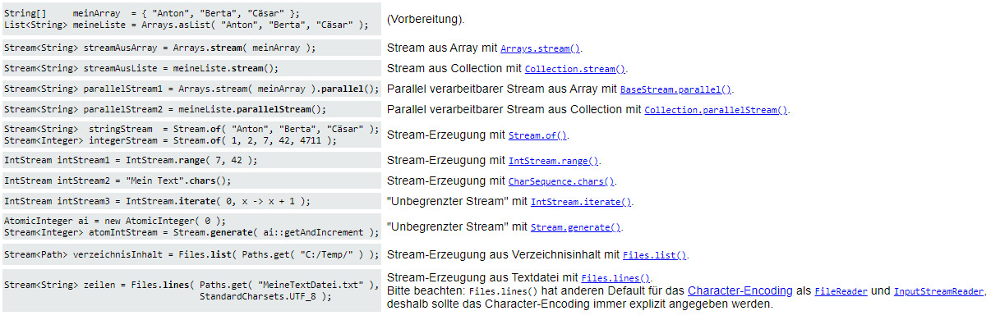 String[]     meinArray  = { "Anton", "Berta", "Cäsar" };
List<String> meineListe = Arrays.asList( "Anton", "Berta", "Cäsar" );
(Vorbereitung).
Stream<String> streamAusArray = Arrays.stream( meinArray );
Stream aus Array mit Arrays.stream().
Stream<String> streamAusListe = meineListe.stream();
Stream aus Collection mit Collection.stream().
Stream<String> parallelStream1 = Arrays.stream( meinArray ).parallel();
Parallel verarbeitbarer Stream aus Array mit BaseStream.parallel().
Stream<String> parallelStream2 = meineListe.parallelStream();
Parallel verarbeitbarer Stream aus Collection mit Collection.parallelStream().
Stream<String>  stringStream  = Stream.of( "Anton", "Berta", "Cäsar" );
Stream<Integer> integerStream = Stream.of( 1, 2, 7, 42, 4711 );
Stream-Erzeugung mit Stream.of().
IntStream intStream1 = IntStream.range( 7, 42 );
Stream-Erzeugung mit IntStream.range().
IntStream intStream2 = "Mein Text".chars();
Stream-Erzeugung mit CharSequence.chars().
IntStream intStream3 = IntStream.iterate( 0, x -> x + 1 );
"Unbegrenzter Stream" mit IntStream.iterate().
AtomicInteger ai = new AtomicInteger( 0 );
Stream<Integer> atomIntStream = Stream.generate( ai::getAndIncrement );
"Unbegrenzter Stream" mit Stream.generate().
Stream<Path> verzeichnisInhalt = Files.list( Paths.get( "C:/Temp/" ) );
Stream-Erzeugung aus Verzeichnisinhalt mit Files.list().
Stream<String> zeilen = Files.lines( Paths.get( "MeineTextDatei.txt" ),
                                     StandardCharsets.UTF_8 );
Stream-Erzeugung aus Textdatei mit Files.lines().
Bitte beachten: Files.lines() hat anderen Default für das Character-Encoding als FileReader und InputStreamReader,
deshalb sollte das Character-Encoding immer explizit angegeben werden.